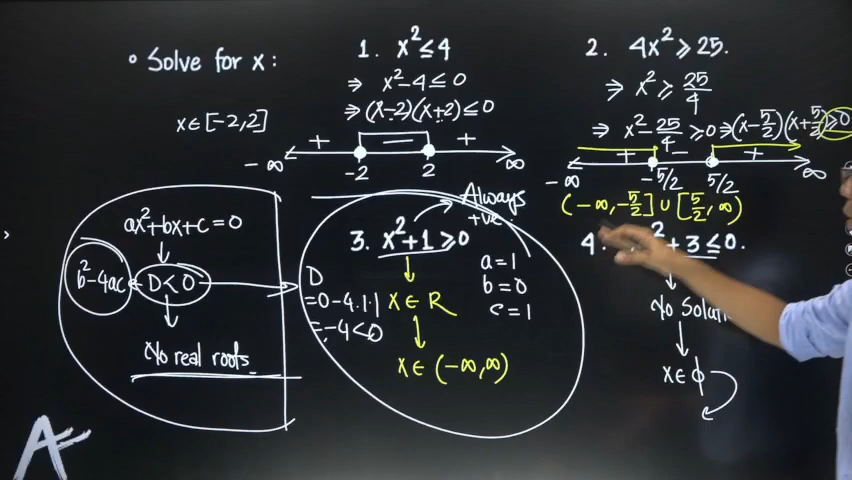 • Solve for x:
x∈[-2,2]
1. x²≤4
⇒ x²-4≤0
⇒(x-2)(x+2)≤0
+ - +
-∞ -2 2 ∞
2. 4x²≥25.
⇒ x²≥25/4
⇒ x²-25/4≥0⇒(x-5/2)(x+5/2)≥0
+ - +
-∞ -5/2 5/2 ∞
(-∞,-5/2]∪[5/2,∞)
ax²+bx+c=0
b²-4ac D<0
No real roots.
Always
+ve.
3. x²+1≥0
D
=0-4.1.1
=-4<0
a=1
b=0
c=1
x∈R
x∈(-∞,∞)
4. ²+3≤0.
No
x∈ϕ
A